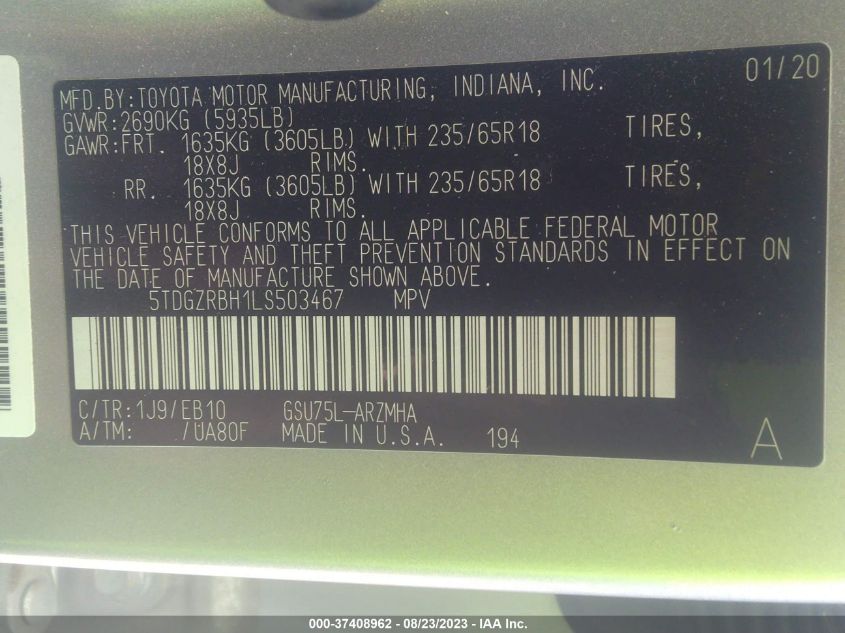 01/20
MFD.BY:TOYOTA MOTOR MANUFACTURING, INDIANA, INC.
GVWR:2690KG (5935LB)
GAWR:FRT. 1635KG (3605LB) WITH 235/65R18 TIRES,
18X8J RIMS.
RR. 1635KG (3605LB) WITH 235/65R18 TIRES,
18X8J RIMS.
THIS VEHICLE CONFORMS TO ALL APPLICABLE FEDERAL MOTOR
VEHICLE SAFETY AND THEFT PREVENTION STANDARDS IN EFFECT ON
THE DATE OF MANUFACTURE SHOWN ABOVE.
5TDGZRBH1LS503467 MPV
C/TR:1J9/EB10 GSU75L-ARZMHA
A/TM: /UA80F MADE IN U.S.A. 194
A
000-37408962 - 08/23/2023 - IAA Inc.